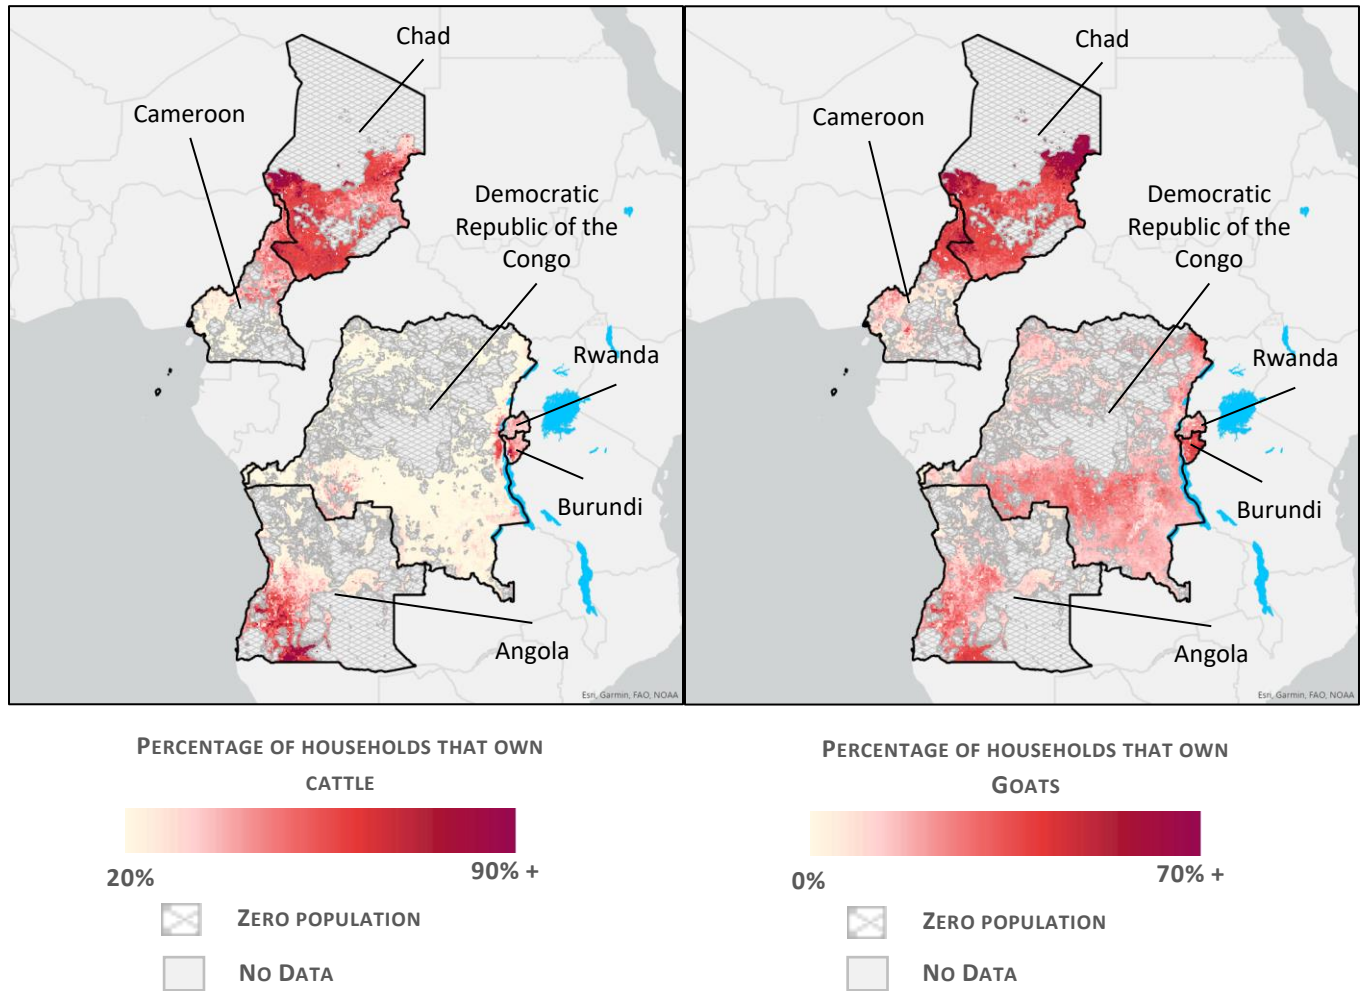 Chad
Cameroon
Democratic
Republic of the
Congo
Rwanda
Burundi
Angola
Esri, Garmin, FAO, NOAA
Chad
Cameroon
Democratic
Republic of the
Congo
Rwanda
Burundi
Angola
Esri, Garmin, FAO, NOAA
PERCENTAGE OF HOUSEHOLDS THAT OWN
CATTLE
20%
90% +
ZERO POPULATION
NO DATA
PERCENTAGE OF HOUSEHOLDS THAT OWN
GOATS
0%
70% +
ZERO POPULATION
NO DATA